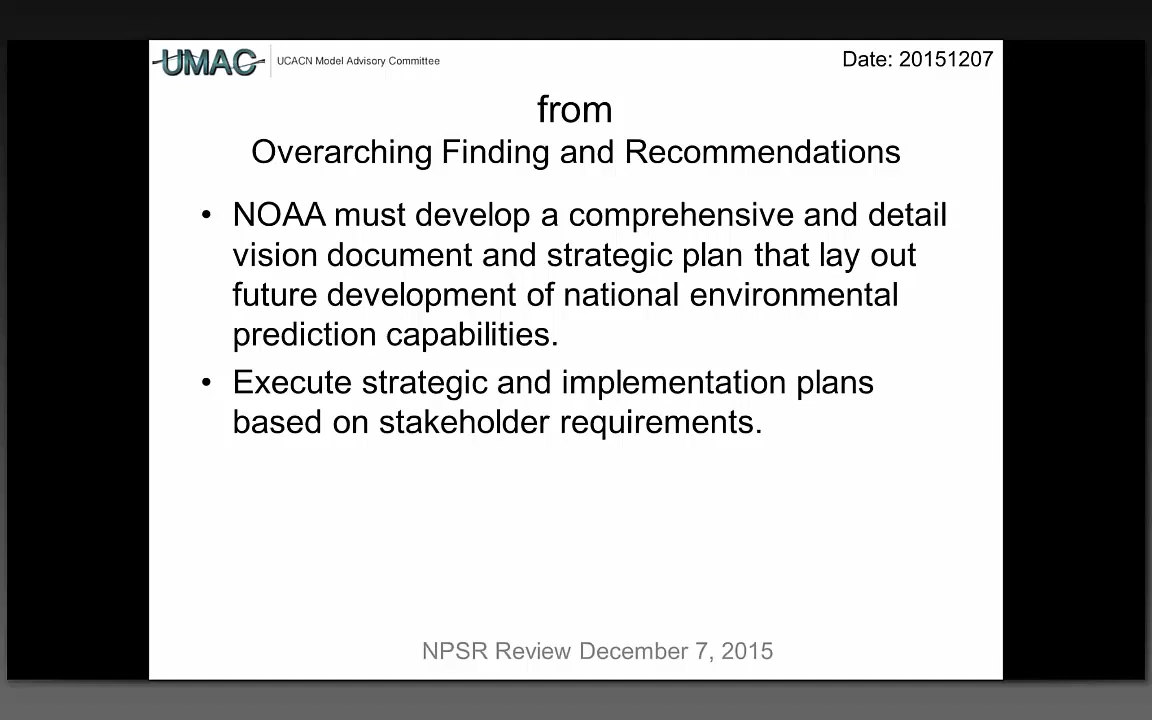 UMAC UCACN Model Advisory Committee Date: 20151207
from
Overarching Finding and Recommendations
• NOAA must develop a comprehensive and detail
vision document and strategic plan that lay out
future development of national environmental
prediction capabilities.
• Execute strategic and implementation plans
based on stakeholder requirements.
NPSR Review December 7, 2015